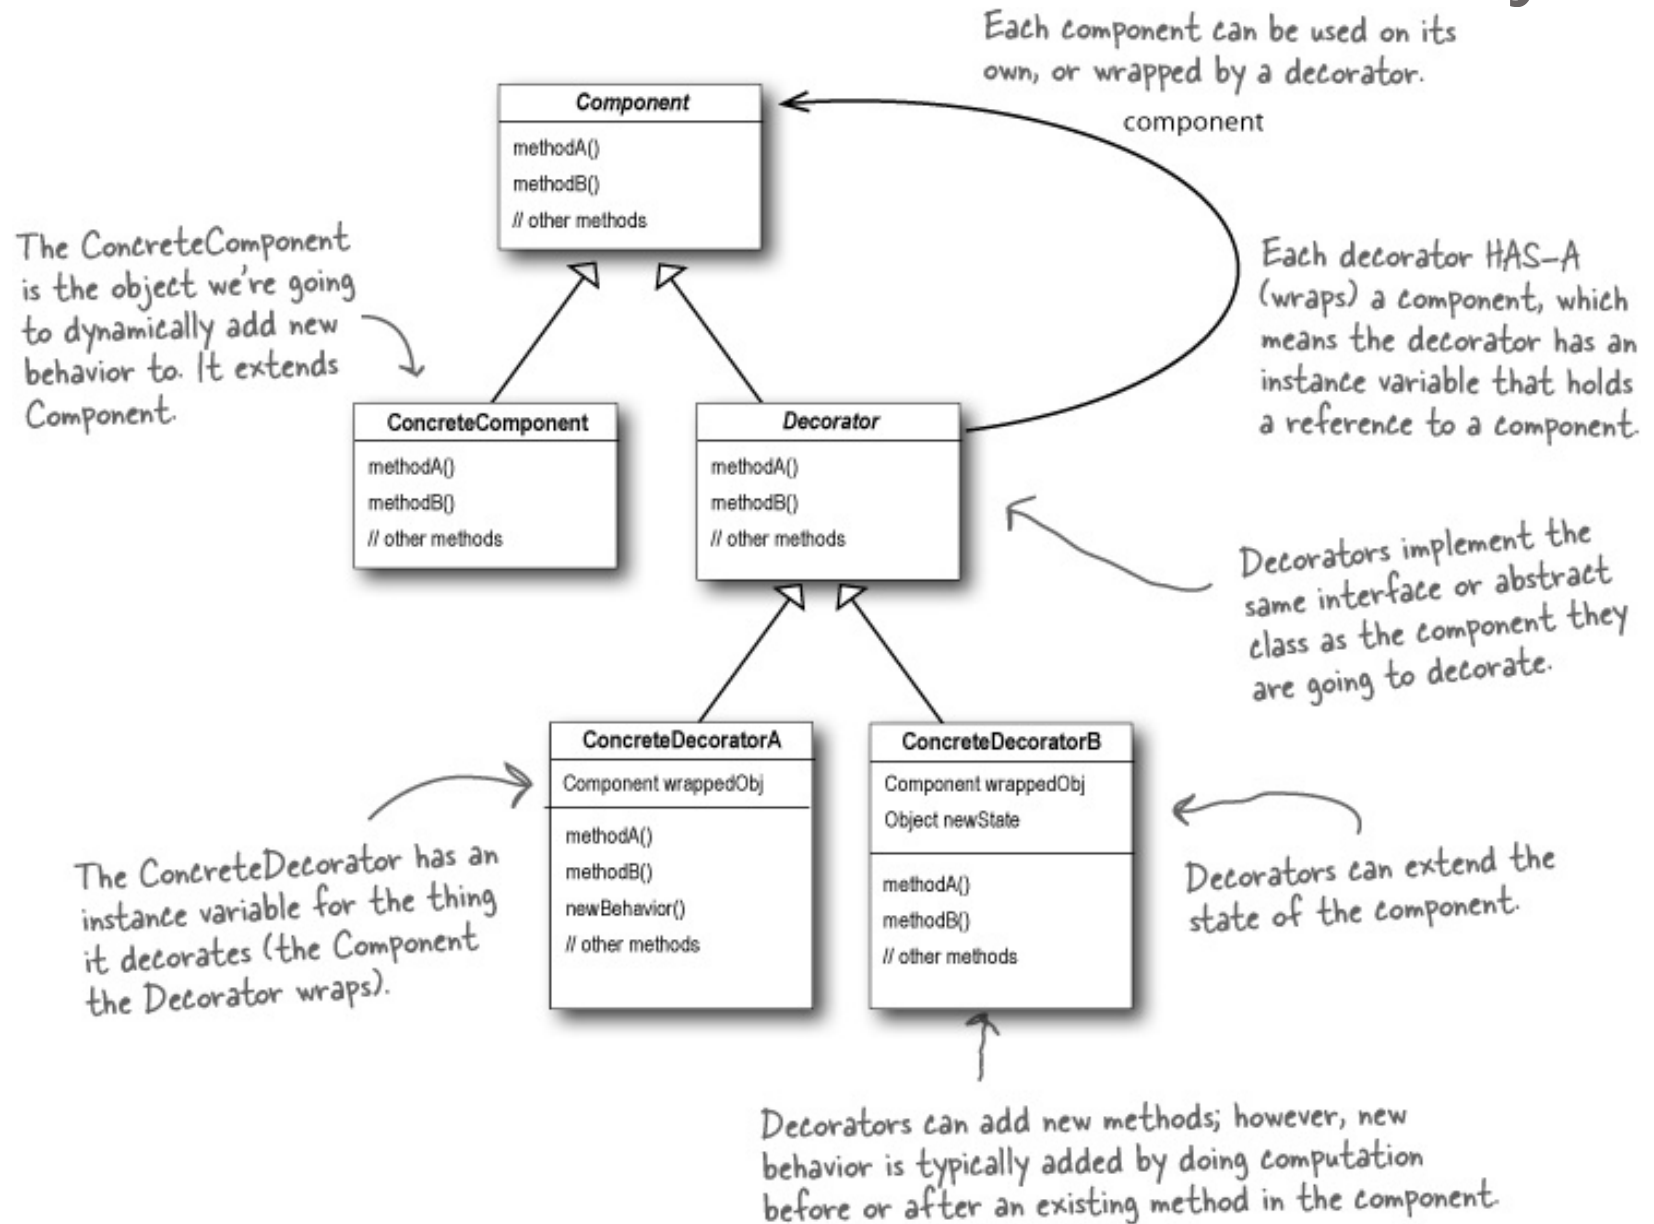 Each component can be used on its
own, or wrapped by a decorator.
component
Component
methodA()
methodB()
// other methods
The ConcreteComponent
is the object we're going
to dynamically add new
behavior to. It extends
Component.
Each decorator HAS-A
(wraps) a component, which
means the decorator has an
instance variable that holds
a reference to a component.
ConcreteComponent
methodA()
methodB()
// other methods
Decorator
methodA()
methodB()
// other methods
Decorators implement the
same interface or abstract
class as the component they
are going to decorate.
ConcreteDecoratorA
Component wrappedObj
methodA()
methodB()
newBehavior()
// other methods
ConcreteDecoratorB
Component wrappedObj
Object newState
methodA()
methodB()
// other methods
The ConcreteDecorator has an
instance variable for the thing
it decorates (the Component
the Decorator wraps).
Decorators can extend the
state of the component.
Decorators can add new methods; however, new
behavior is typically added by doing computation
before or after an existing method in the component.